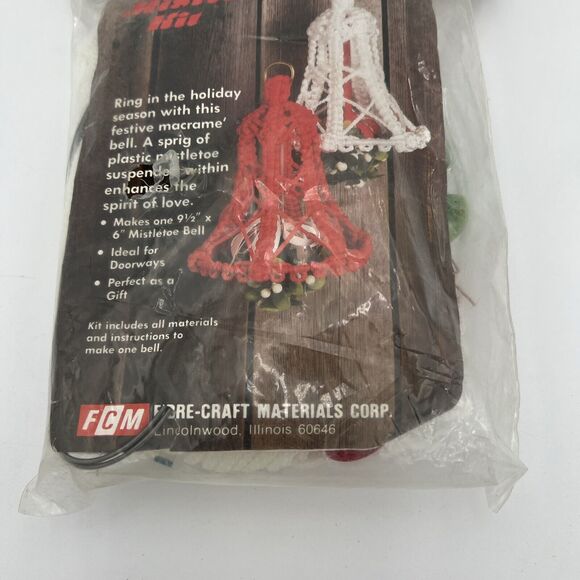 Kit
Ring in the holiday
season with this
festive macrame'
bell. A sprig of
plastic mistletoe
suspended within
enhances the
spirit of love.
• Makes one 9½" x
6" Mistletoe Bell
• Ideal for
Doorways
• Perfect as a
Gift
Kit includes all materials
and instructions to
make one bell.
FCM FIBRE-CRAFT MATERIALS CORP.
Lincolnwood, Illinois 60646